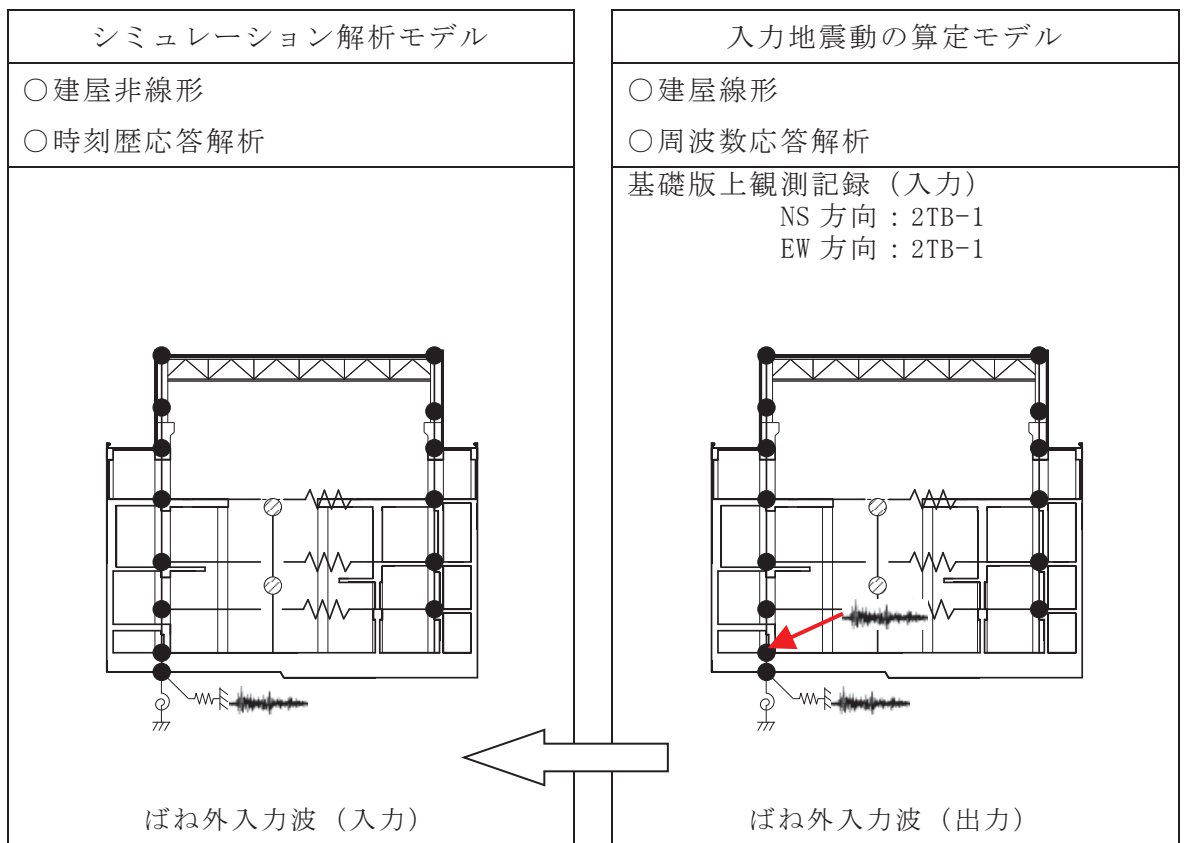 シミュレーション解析モデル
○建屋非線形
○時刻歴応答解析
ばね外入力波（入力）
入力地震動の算定モデル
○建屋線形
○周波数応答解析
基礎版上観測記録（入力）
NS 方向：2TB-1
EW 方向：2TB-1
ばね外入力波（出力）